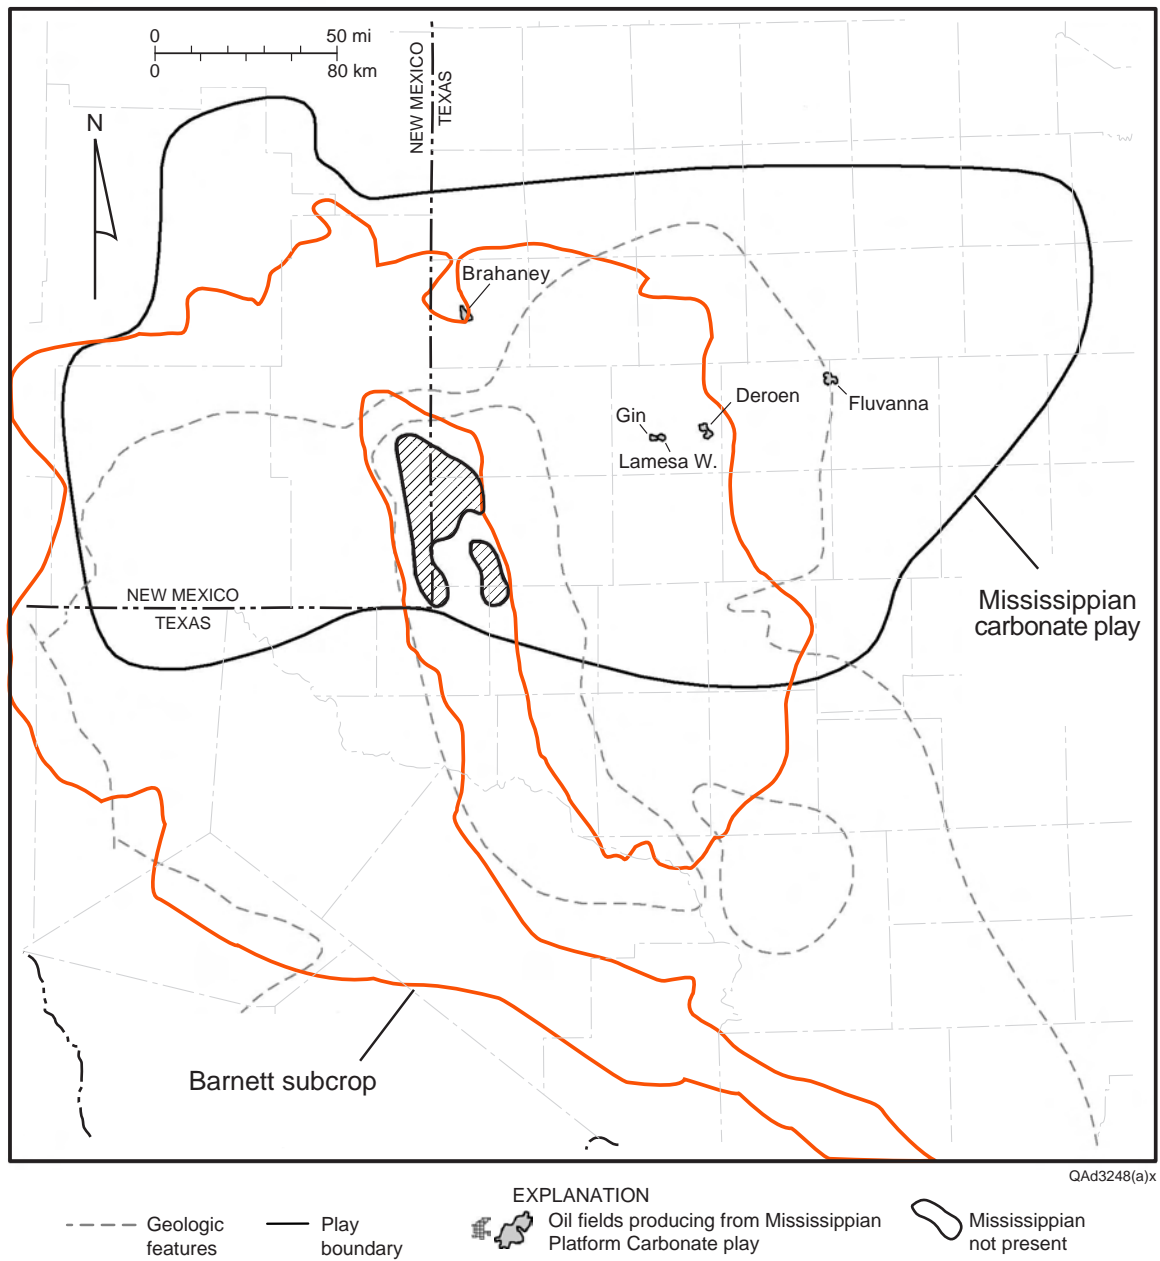 0 50 mi
0 80 km
NEW MEXICO
TEXAS
N
Brahaney
Deroen
Gin
Fluvanna
Lamesa W.
NEW MEXICO
TEXAS
Mississippian
carbonate play
Barnett subcrop
QAd3248(a)x
EXPLANATION
Geologic
features
Play
boundary
Oil fields producing from Mississippian
Platform Carbonate play
Mississippian
not present